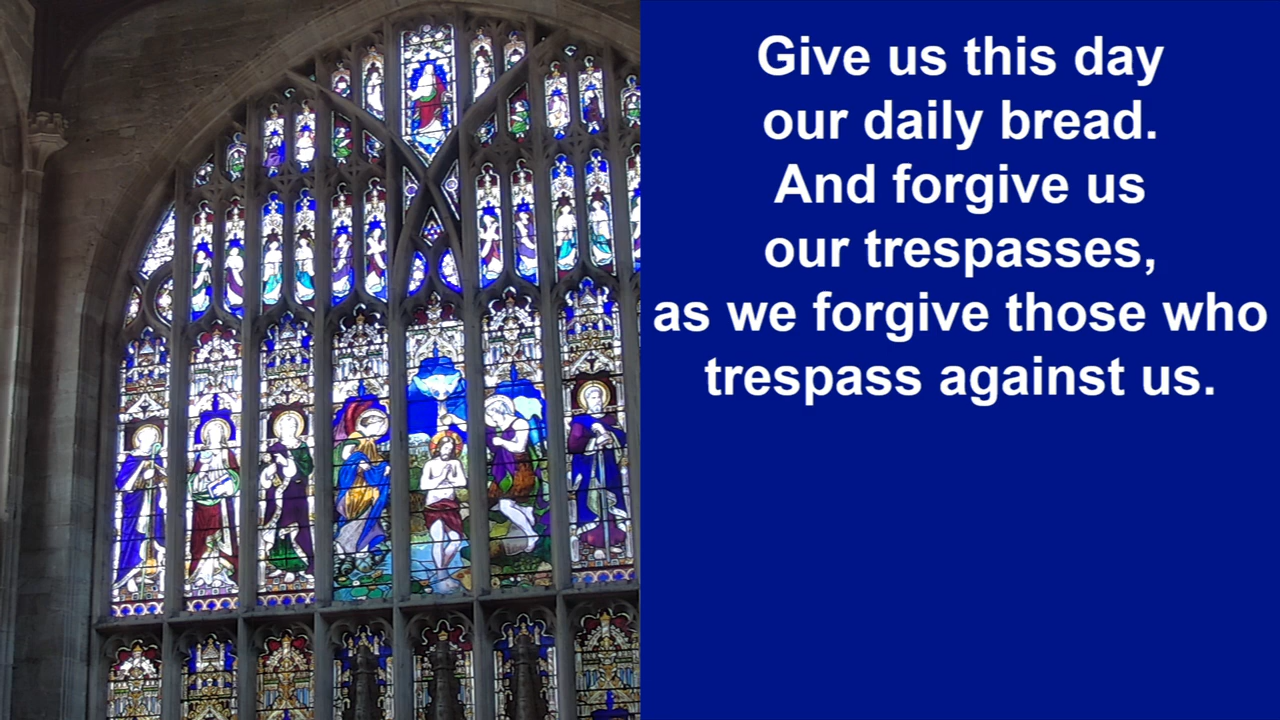 Give us this day
our daily bread.
And forgive us
our trespasses,
as we forgive those who
trespass against us.